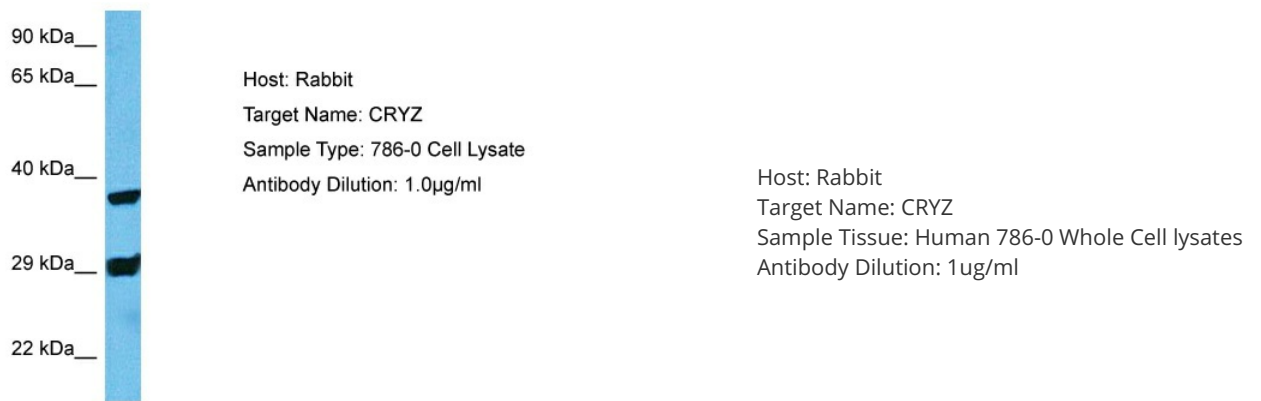 90 kDa__
65 kDa__
40 kDa__
29 kDa__
22 kDa__
Host: Rabbit
Target Name: CRYZ
Sample Type: 786-0 Cell Lysate
Antibody Dilution: 1.0µg/ml
Host: Rabbit
Target Name: CRYZ
Sample Tissue: Human 786-0 Whole Cell lysates
Antibody Dilution: 1ug/ml